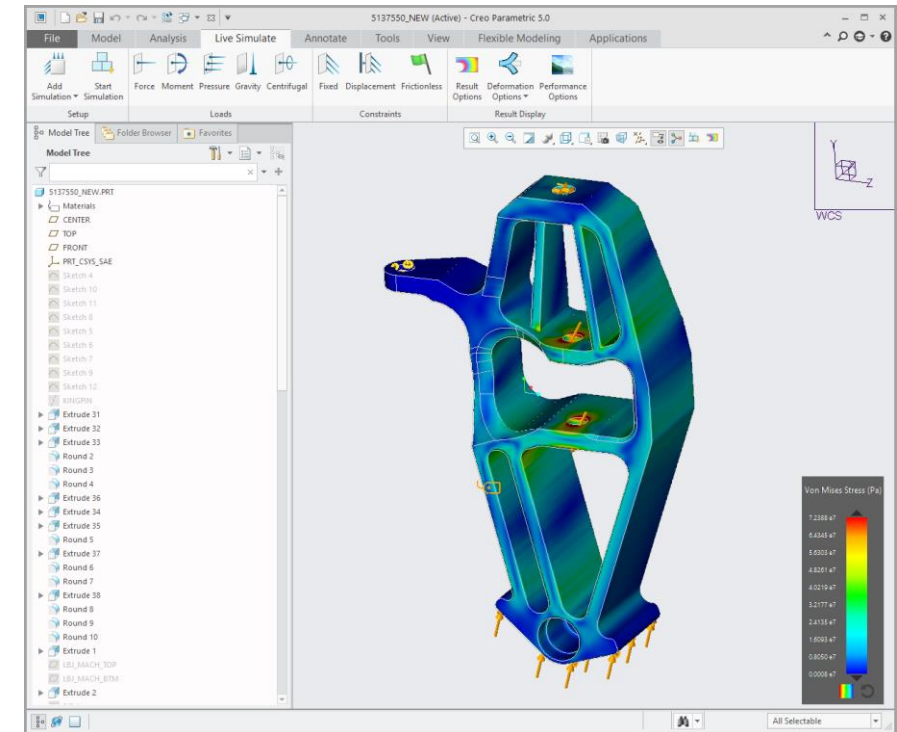 5137550_NEW (Active) - Creo Parametric 5.0
File Model Analysis Live Simulate Annotate Tools View Flexible Modeling Applications
Add Simulation Start Simulation Force Moment Pressure Gravity Centrifugal Fixed Displacement Frictionless Result Options Deformation Options Performance Options
Setup Loads Constraints Result Display
Model Tree Folder Browser Favorites
Model Tree
5137550_NEW.PRT
Materials
CENTER
TOP
FRONT
PRT_CSYS_SAE
Sketch 4
Sketch 10
Sketch 11
Sketch 8
Sketch 5
Sketch 6
Sketch 7
Sketch 9
Sketch 12
KINGPIN
Extrude 31
Extrude 32
Extrude 33
Round 2
Round 3
Round 4
Extrude 36
Extrude 34
Extrude 35
Round 5
Extrude 37
Round 6
Round 7
Extrude 38
Round 8
Round 9
Round 10
Extrude 1
LBJ_MACH_TOP
LBJ_MACH_BTM
Extrude 2
Y
Z
WCS
Von Mises Stress (Pa)
7.2388 e7
6.4345 e7
5.6303 e7
4.8261 e7
4.0219 e7
3.2177 e7
2.4135 e7
1.6093 e7
0.8050 e7
0.0008 e7
All Selectable